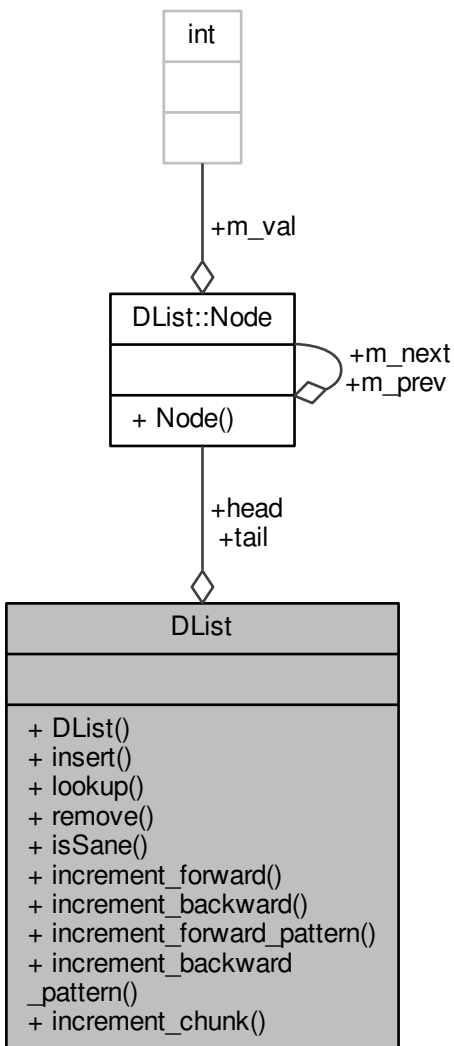 int
+m_val
DList::Node
+m_next
+m_prev
+ Node()
+head
+tail
DList
+ DList()
+ insert()
+ lookup()
+ remove()
+ isSane()
+ increment_forward()
+ increment_backward()
+ increment_forward_pattern()
+ increment_backward
_pattern()
+ increment_chunk()